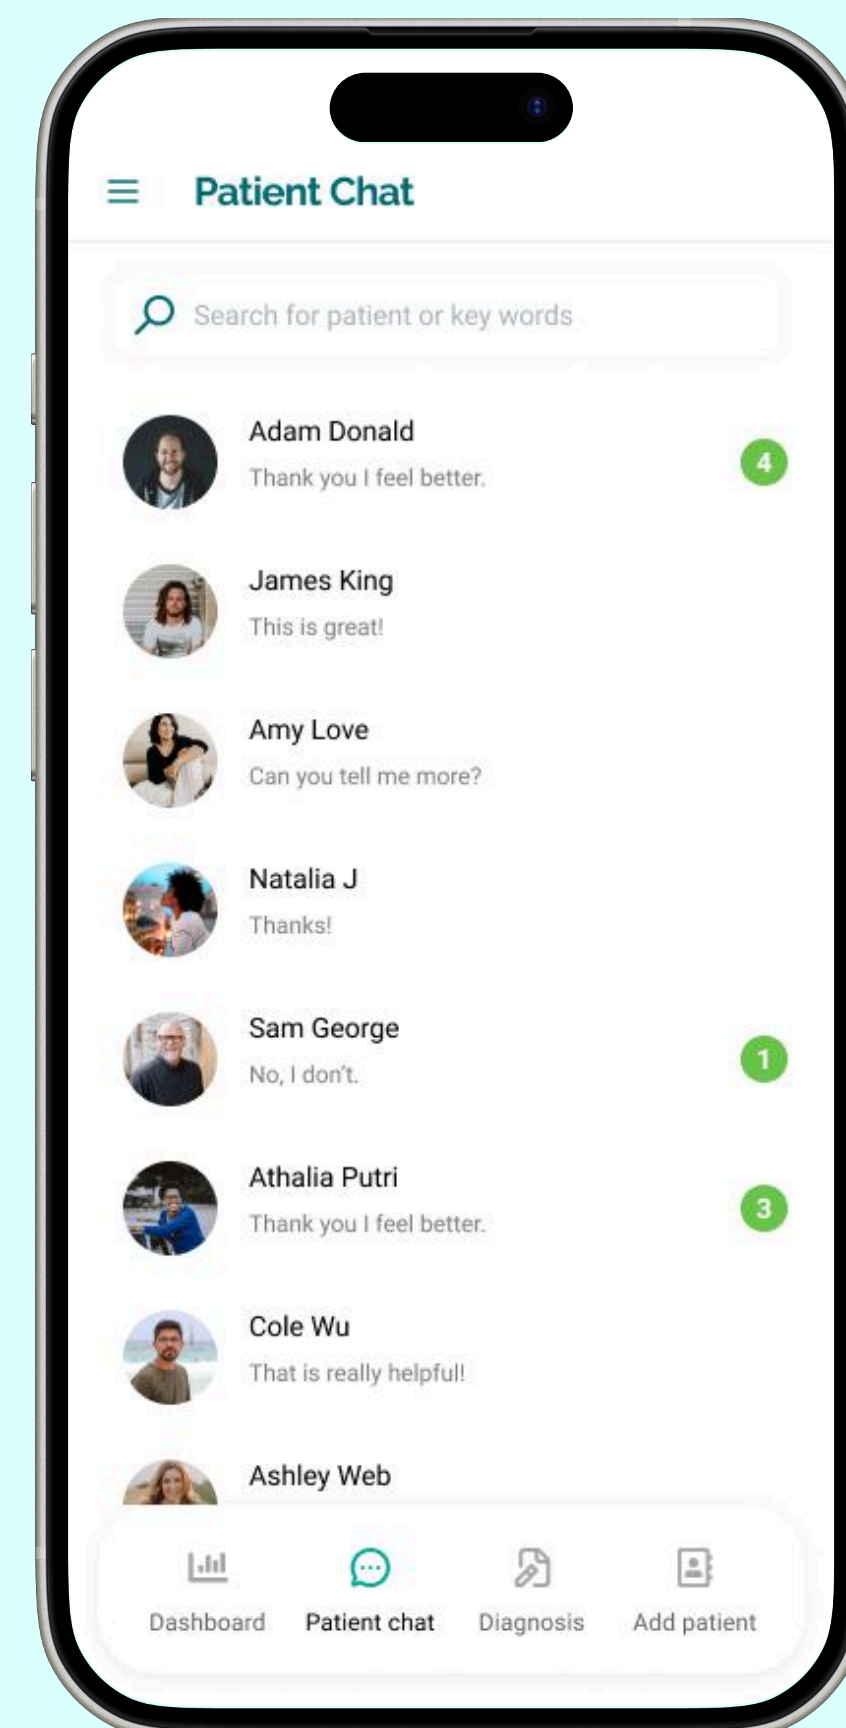 Patient Chat
Search for patient or key words
Adam Donald
Thank you I feel better.
4
James King
This is great!
Amy Love
Can you tell me more?
Natalia J
Thanks!
Sam George
No, I don't.
1
Athalia Putri
Thank you I feel better.
3
Cole Wu
That is really helpful!
Ashley Web
Dashboard
Patient chat
Diagnosis
Add patient